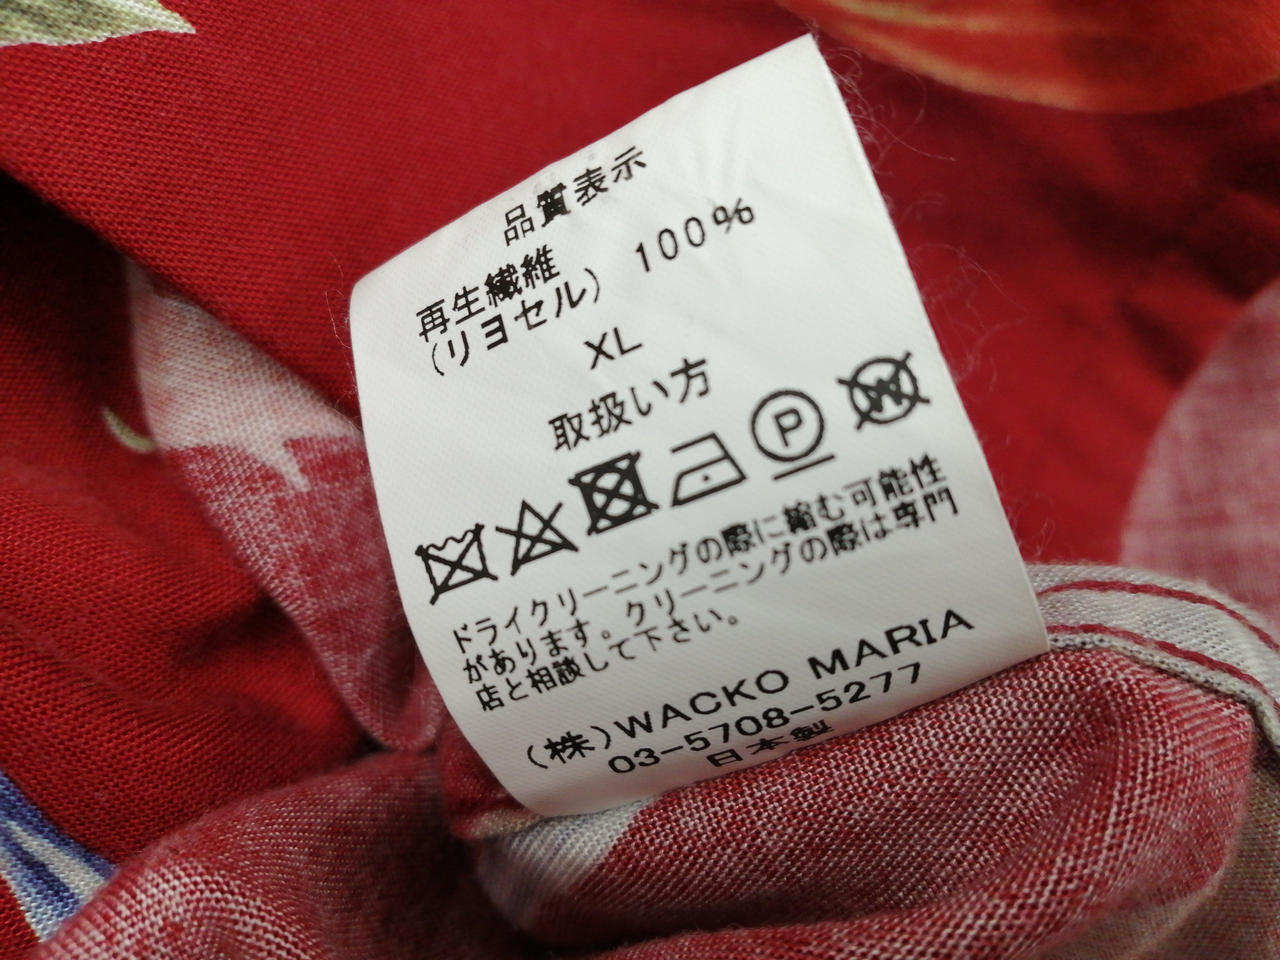 品質表示
再生繊維
(リヨセル) 100%
XL
取扱い方
P W
ドライクリーニングの際に縮む可能性
があります。クリーニングの際は専門
店と相談して下さい。
(株)WACKO MARIA
03-5708-5277
日本製